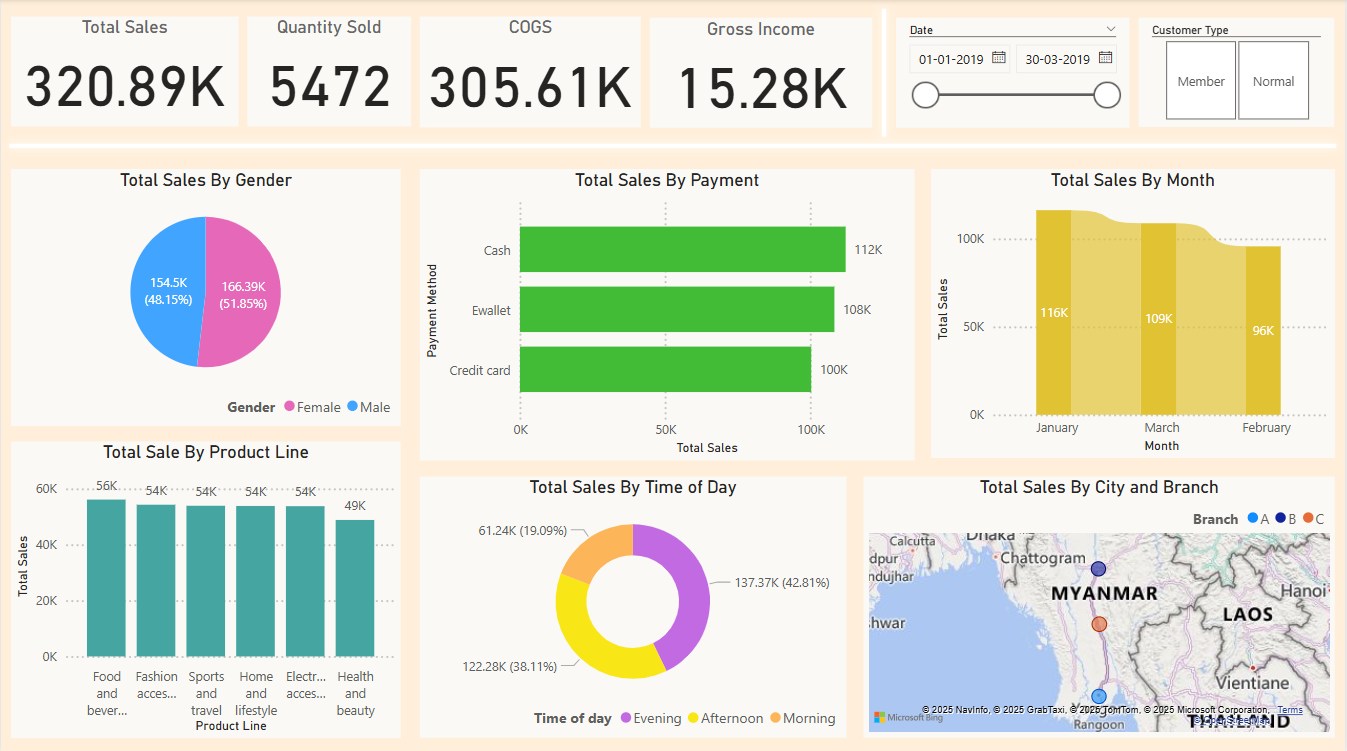 Total Sales
320.89K
Quantity Sold
5472
COGS
305.61K
Gross Income
15.28K
Date
01-01-2019
30-03-2019
Customer Type
Member
Normal
Total Sales By Gender
154.5K
(48.15%)
166.39K
(51.85%)
Gender Female Male
Total Sales By Payment
Payment Method
Cash
112K
Ewallet
108K
Credit card
100K
0K 50K 100K
Total Sales
Total Sales By Month
Total Sales
100K
50K
0K
116K
109K
96K
January March February
Month
Total Sale By Product Line
Total Sales
60K
40K
20K
0K
56K 54K 54K 54K 54K 49K
Food and bever...
Fashion acces...
Sports and travel
Home and lifestyle
Electr... acces...
Health and beauty
Product Line
Total Sales By Time of Day
61.24K (19.09%)
137.37K (42.81%)
122.28K (38.11%)
Time of day Evening Afternoon Morning
Total Sales By City and Branch
Branch A B C
Calcutta
Dhaka
Chattogram
dpur
ndujhar
MYANMAR
Hanoi
LAOS
shwar
Vientiane
Yangon
Rangoon
THAILAND
Microsoft Bing
© 2025 NavInfo, © 2025 GrabTaxi, © 2025 TomTom, © 2025 Microsoft Corporation, Terms
© OpenStreetMap